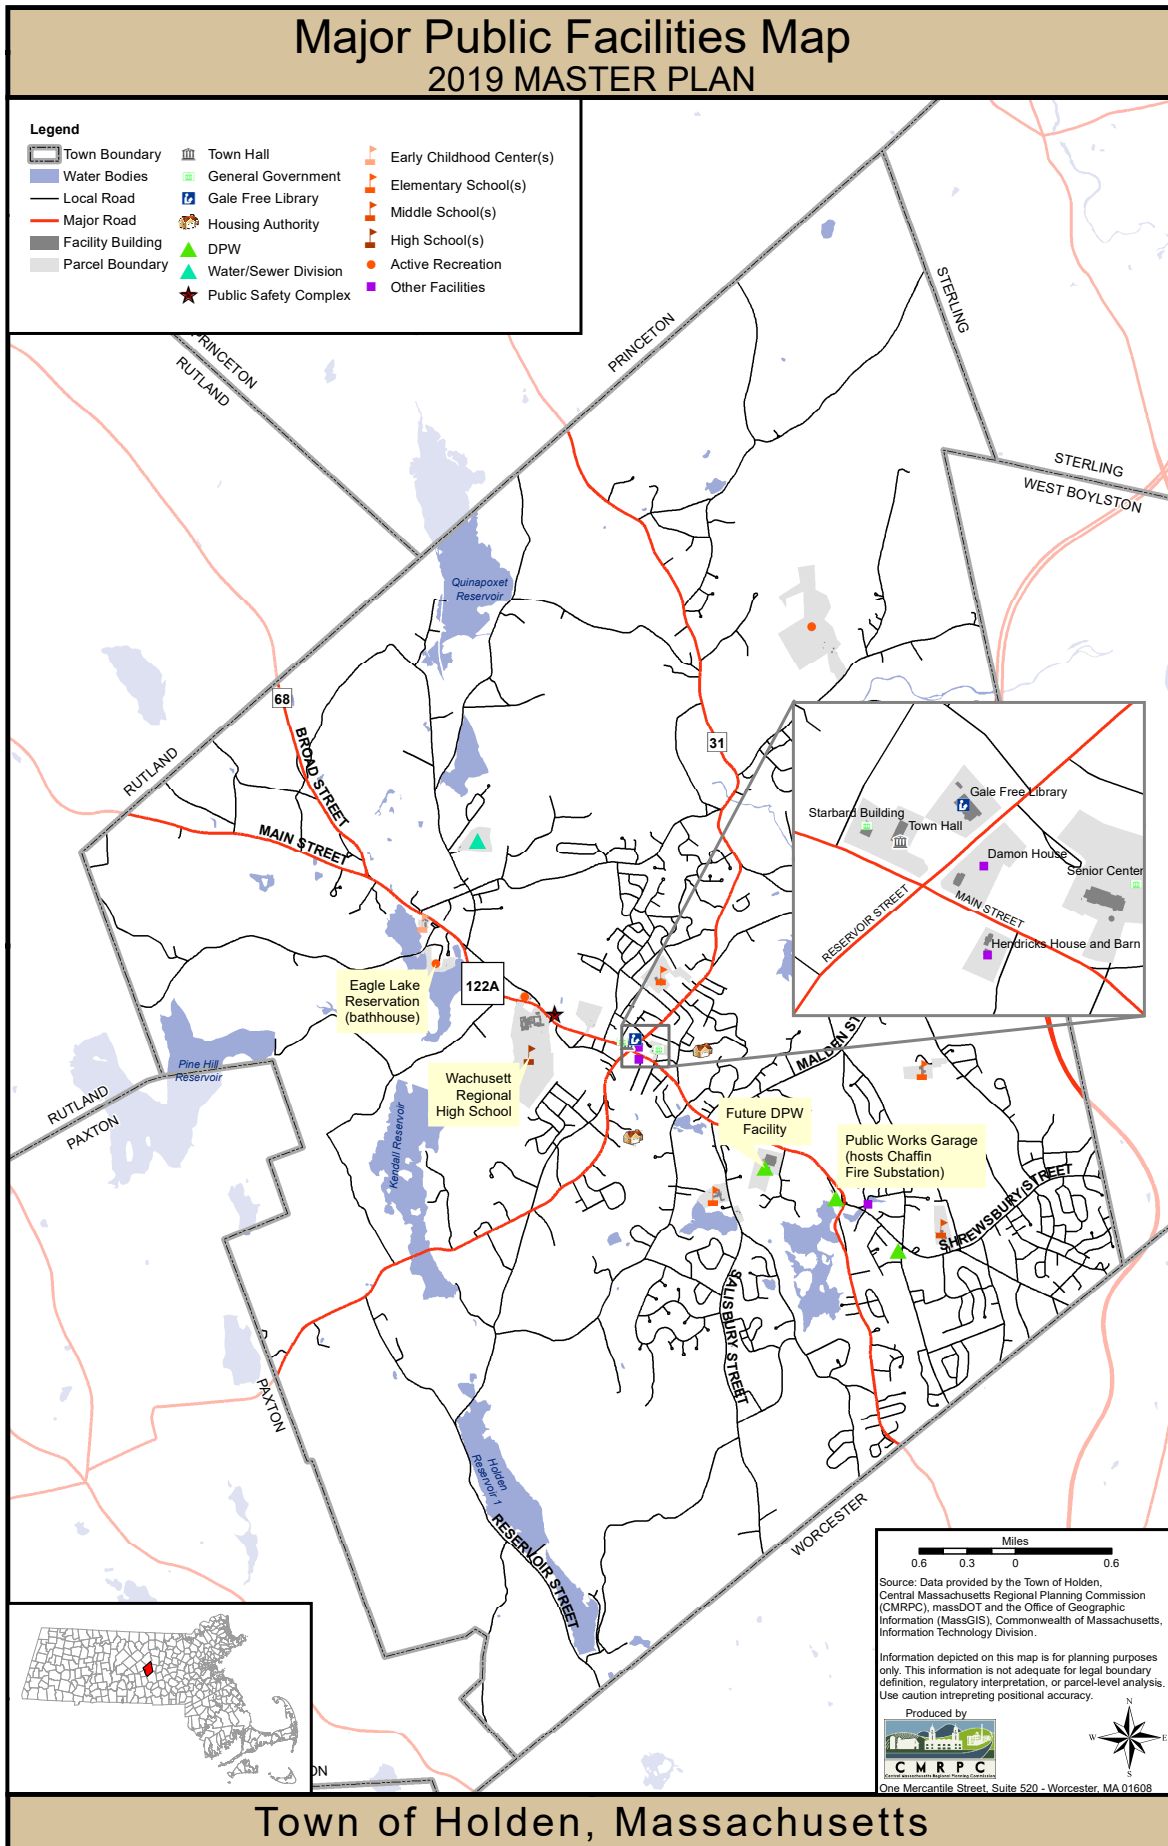 Major Public Facilities Map
2019 MASTER PLAN
Legend
Town Boundary
Water Bodies
Local Road
Major Road
Facility Building
Parcel Boundary
Town Hall
General Government
Gale Free Library
Housing Authority
DPW
Water/Sewer Division
Public Safety Complex
Early Childhood Center(s)
Elementary School(s)
Middle School(s)
High School(s)
Active Recreation
Other Facilities
PRINCETON
RUTLAND
PRINCETON
STERLING
STERLING
WEST BOYLSTON
Quinapoxet
Reservoir
68
BROAD STREET
RUTLAND
MAIN STREET
31
Gale Free Library
Starbard Building
Town Hall
Damon House
Senior Center
RESERVOIR STREET
MAIN STREET
Hendricks House and Barn
122A
Eagle Lake
Reservation
(bathhouse)
MALDEN ST
Pine Hill
Reservoir
RUTLAND
PAXTON
Wachusett
Regional
High School
Kendall Reservoir
Future DPW
Facility
Public Works Garage
(hosts Chaffin
Fire Substation)
SHREWSBURY STREET
SALISBURY STREET
PAXTON
Holden
Reservoir 1
RESERVOIR STREET
WORCESTER
Miles
0.6 0.3 0 0.6
Source: Data provided by the Town of Holden,
Central Massachusetts Regional Planning Commission
(CMRPC), massDOT and the Office of Geographic
Information (MassGIS), Commonwealth of Massachusetts,
Information Technology Division.
Information depicted on this map is for planning purposes
only. This information is not adequate for legal boundary
definition, regulatory interpretation, or parcel-level analysis.
Use caution intrepreting positional accuracy.
Produced by
CMRPC
Central Massachusetts Regional Planning Commission
N
W E
S
One Mercantile Street, Suite 520 - Worcester, MA 01608
ON
Town of Holden, Massachusetts